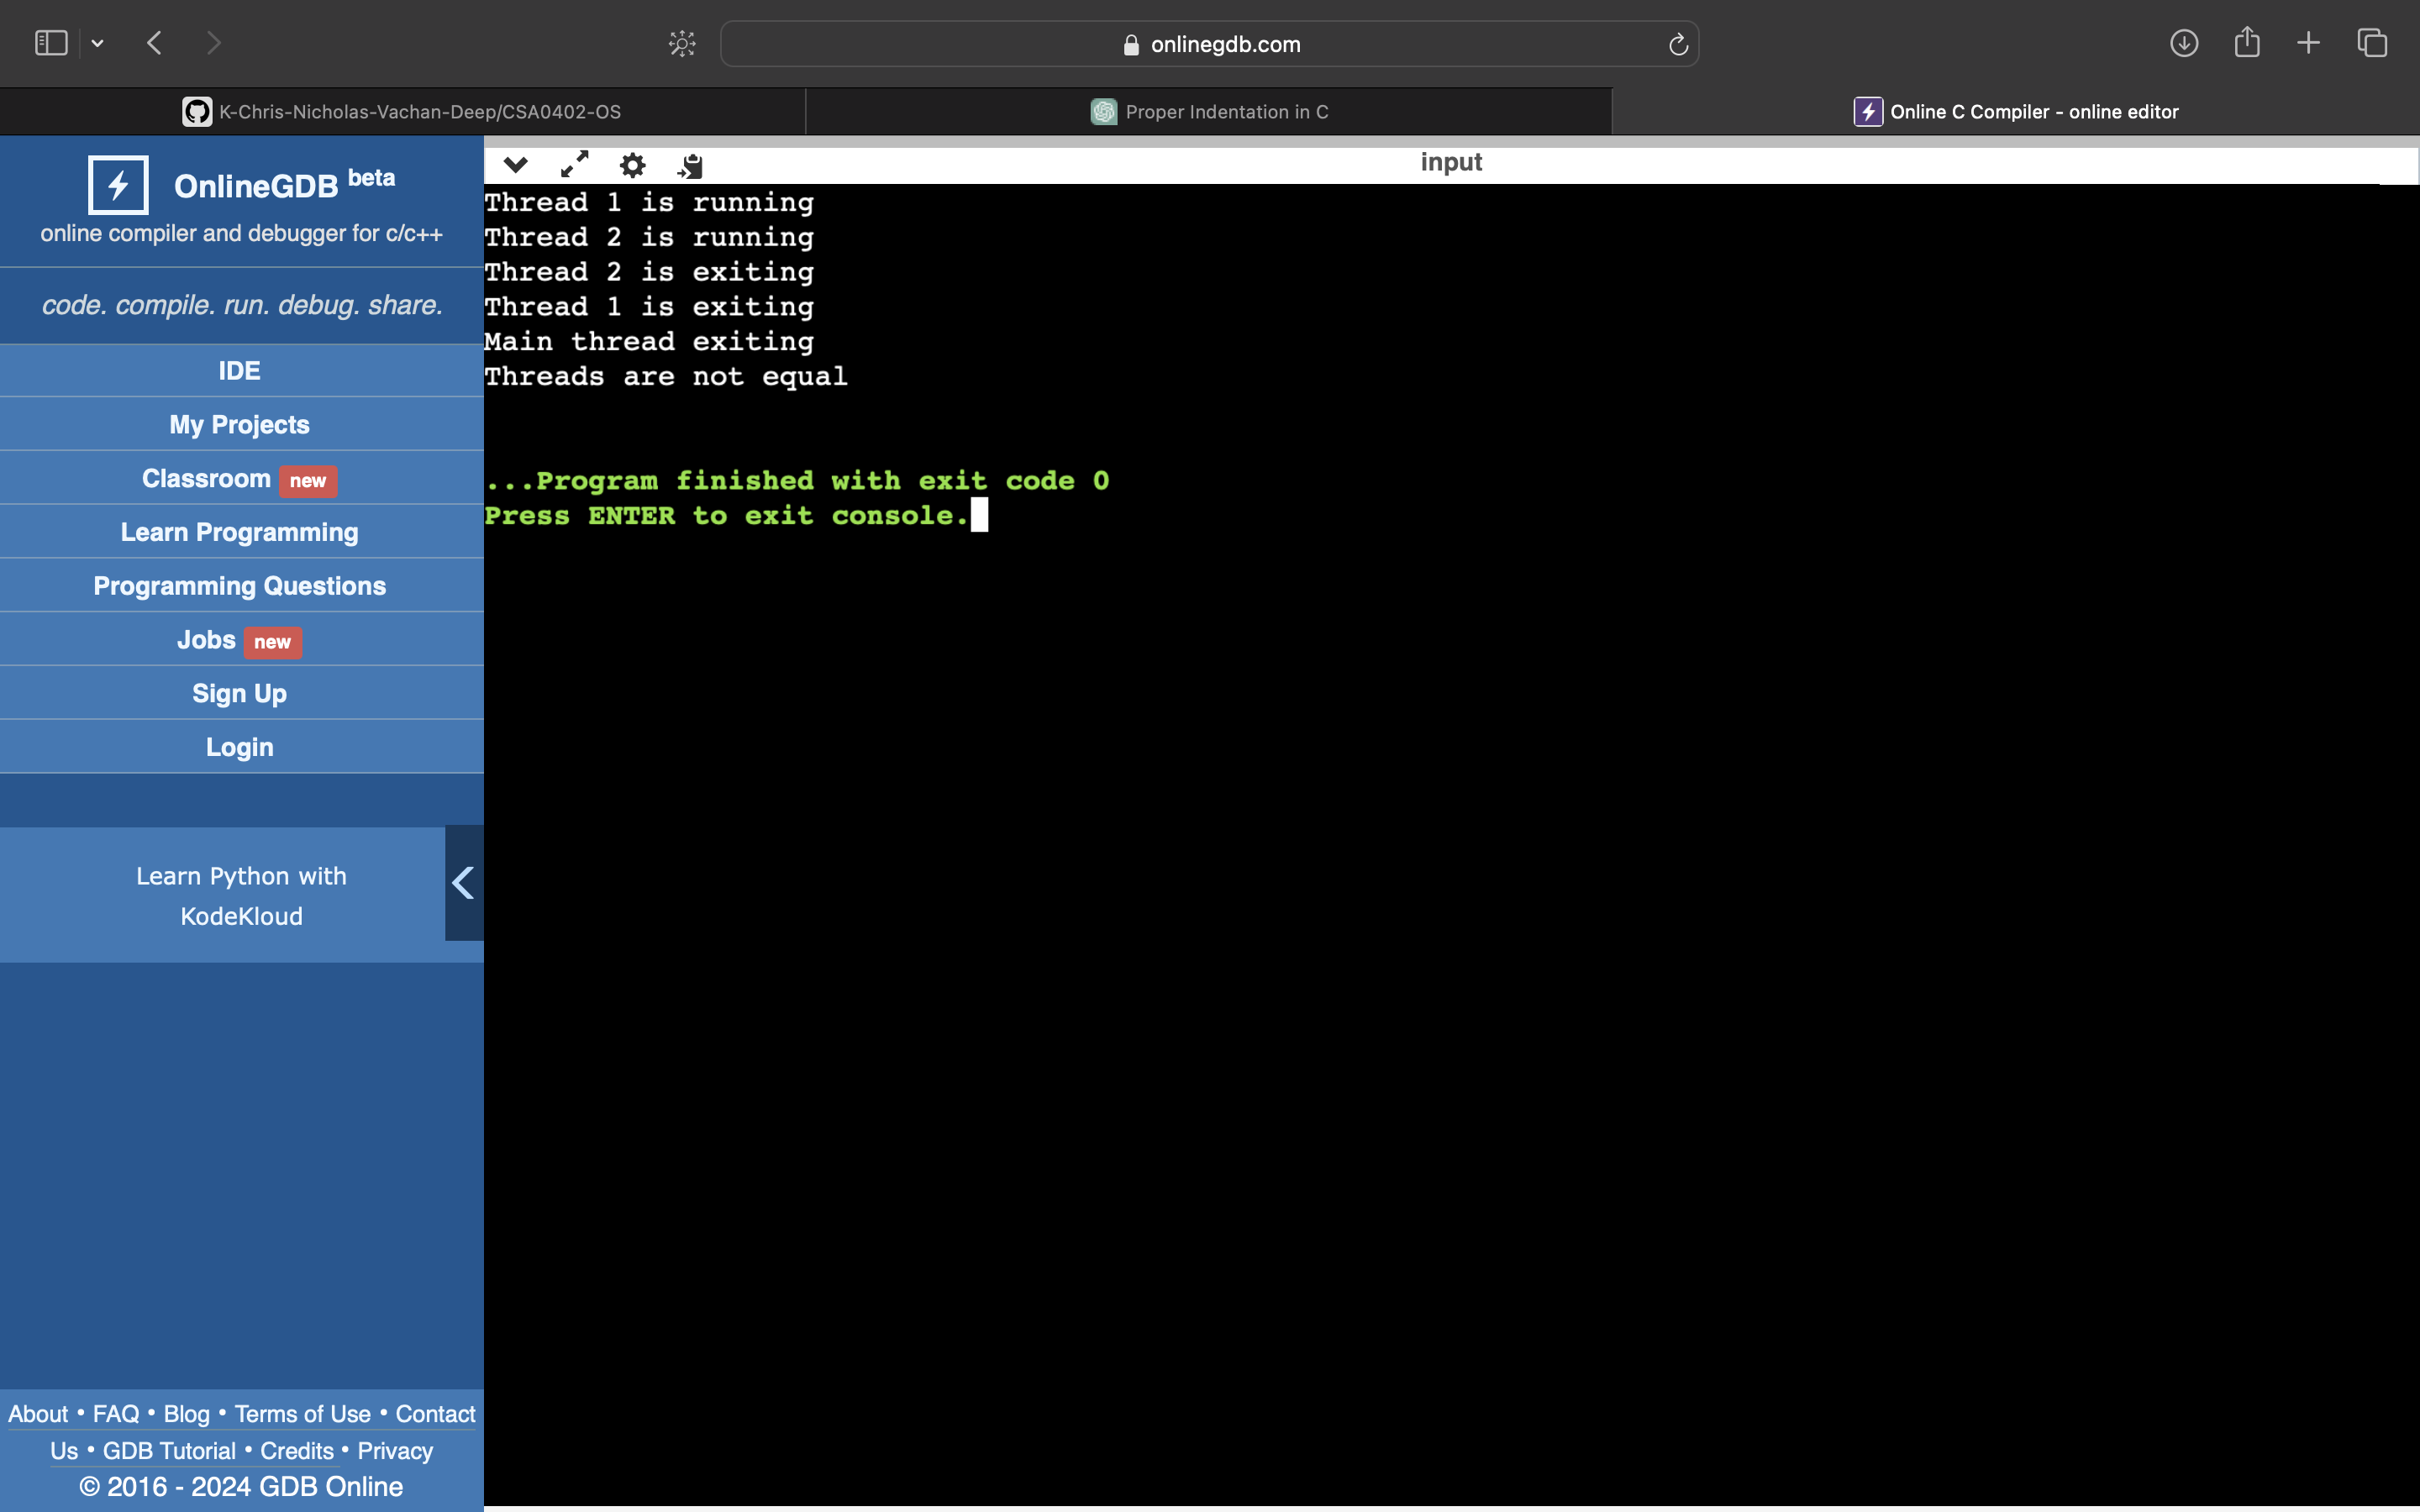 onlinegdb.com
K-Chris-Nicholas-Vachan-Deep/CSA0402-OS
Proper Indentation in C
Online C Compiler - online editor
OnlineGDB beta
online compiler and debugger for c/c++
code. compile. run. debug. share.
IDE
My Projects
Classroom new
Learn Programming
Programming Questions
Jobs new
Sign Up
Login
Learn Python with
KodeKloud
About • FAQ • Blog • Terms of Use • Contact
Us • GDB Tutorial • Credits • Privacy
© 2016 - 2024 GDB Online
input
Thread 1 is running
Thread 2 is running
Thread 2 is exiting
Thread 1 is exiting
Main thread exiting
Threads are not equal
...Program finished with exit code 0
Press ENTER to exit console.